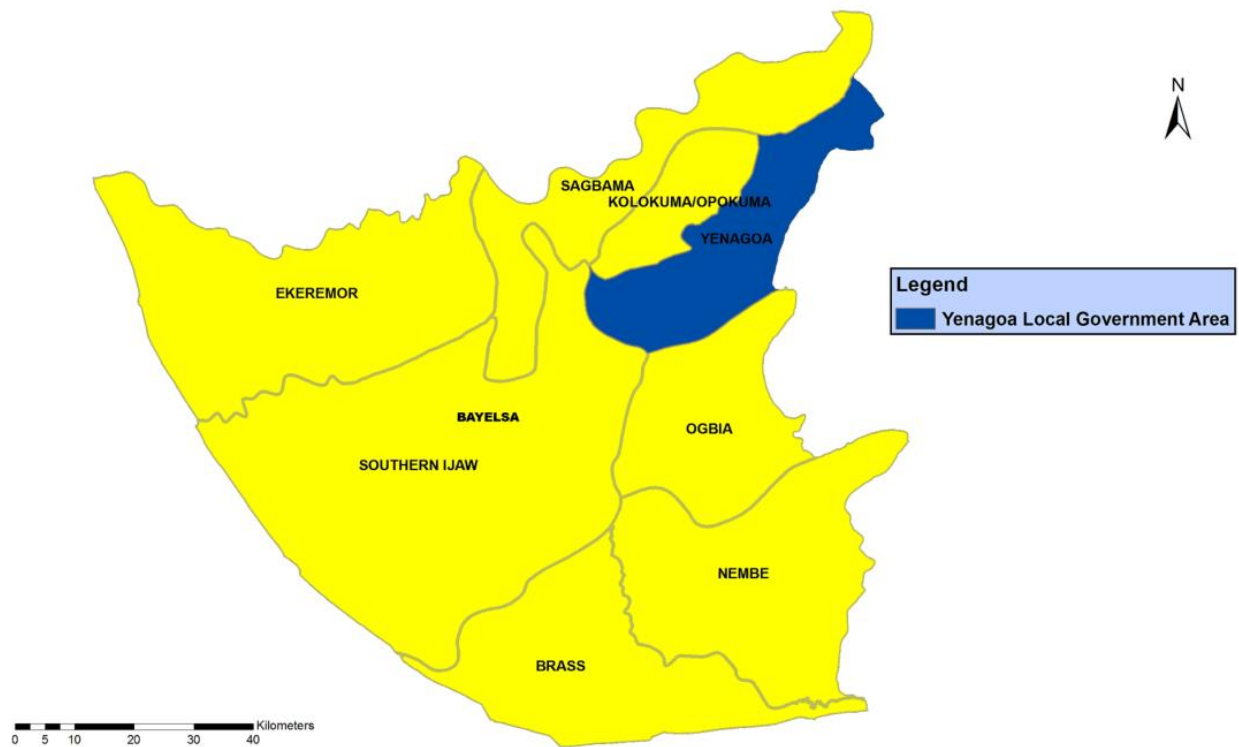 N
SAGBAMA
KOLOKUMA/OPOKUMA
YENAGOA
Legend
Yenagoa Local Government Area
EKEREMOR
BAYELSA
OGBIA
SOUTHERN IJAW
NEMBE
BRASS
Kilometers
0 5 10 20 30 40